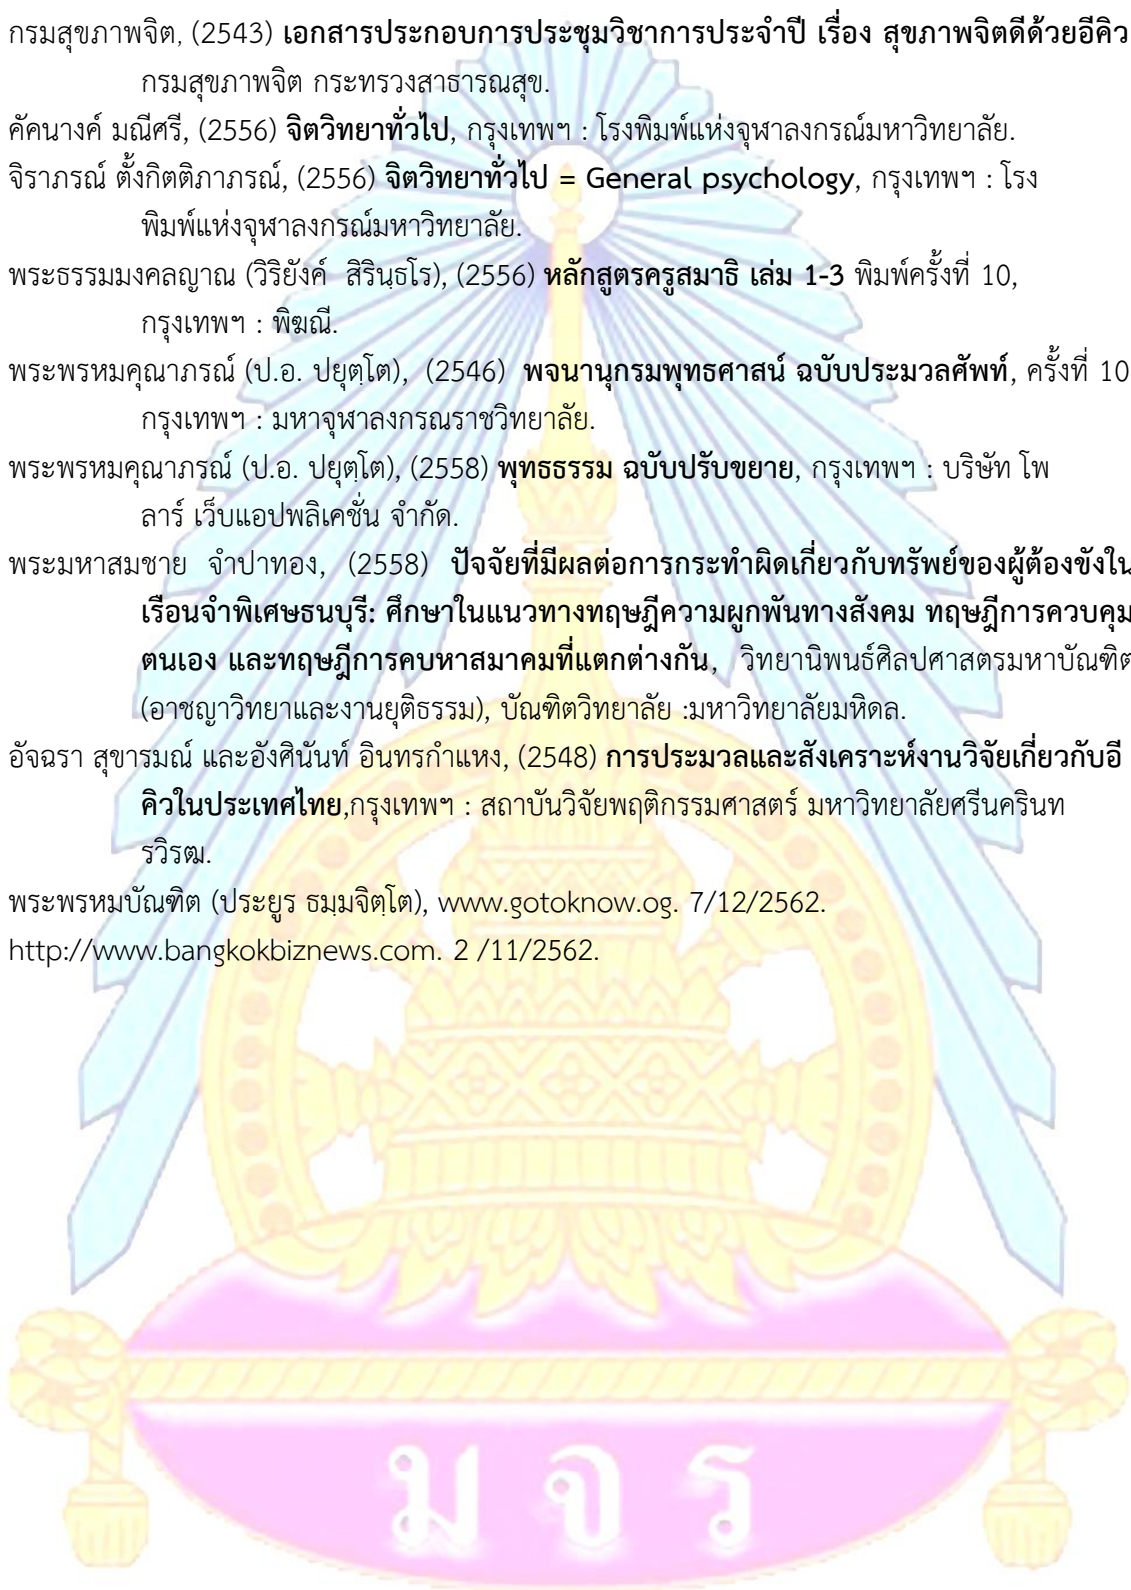 กรมสุขภาพจิต, (2543) เอกสารประกอบการประชุมวิชาการประจำปี เรื่อง สุขภาพจิตดีด้วยอีคิว
กรมสุขภาพจิต กระทรวงสาธารณสุข.
คัคนางค์ มณีศรี, (2556) จิตวิทยาทั่วไป, กรุงเทพฯ : โรงพิมพ์แห่งจุฬาลงกรณ์มหาวิทยาลัย.
จิราภรณ์ ตั้งกิตติภาภรณ์, (2556) จิตวิทยาทั่วไป = General psychology, กรุงเทพฯ : โรง
พิมพ์แห่งจุฬาลงกรณ์มหาวิทยาลัย.
พระธรรมมงคลญาณ (วิริยังค์ สิรินฺธโร), (2556) หลักสูตรครูสมาธิ เล่ม 1-3 พิมพ์ครั้งที่ 10,
กรุงเทพฯ : พิฆณี.
พระพรหมคุณาภรณ์ (ป.อ. ปยุตฺโต), (2546) พจนานุกรมพุทธศาสน์ ฉบับประมวลศัพท์, ครั้งที่ 10
กรุงเทพฯ : มหาจุฬาลงกรณราชวิทยาลัย.
พระพรหมคุณาภรณ์ (ป.อ. ปยุตฺโต), (2558) พุทธธรรม ฉบับปรับขยาย, กรุงเทพฯ : บริษัท โพ
ลาร์ เว็บแอปพลิเคชั่น จำกัด.
พระมหาสมชาย จำปาทอง, (2558) ปัจจัยที่มีผลต่อการกระทำผิดเกี่ยวกับทรัพย์ของผู้ต้องขังใน
เรือนจำพิเศษธนบุรี: ศึกษาในแนวทางทฤษฎีความผูกพันทางสังคม ทฤษฎีการควบคุม
ตนเอง และทฤษฎีการคบหาสมาคมที่แตกต่างกัน, วิทยานิพนธ์ศิลปศาสตรมหาบัณฑิต
(อาชญาวิทยาและงานยุติธรรม), บัณฑิตวิทยาลัย :มหาวิทยาลัยมหิดล.
อัจฉรา สุขารมณ์ และอังศินันท์ อินทรกำแหง, (2548) การประมวลและสังเคราะห์งานวิจัยเกี่ยวกับอี
คิวในประเทศไทย,กรุงเทพฯ : สถาบันวิจัยพฤติกรรมศาสตร์ มหาวิทยาลัยศรีนครินท
รวิรฒ.
พระพรหมบัณฑิต (ประยูร ธมฺมจิตฺโต), www.gotoknow.og. 7/12/2562.
http://www.bangkokbiznews.com. 2 /11/2562.
ม จ ร